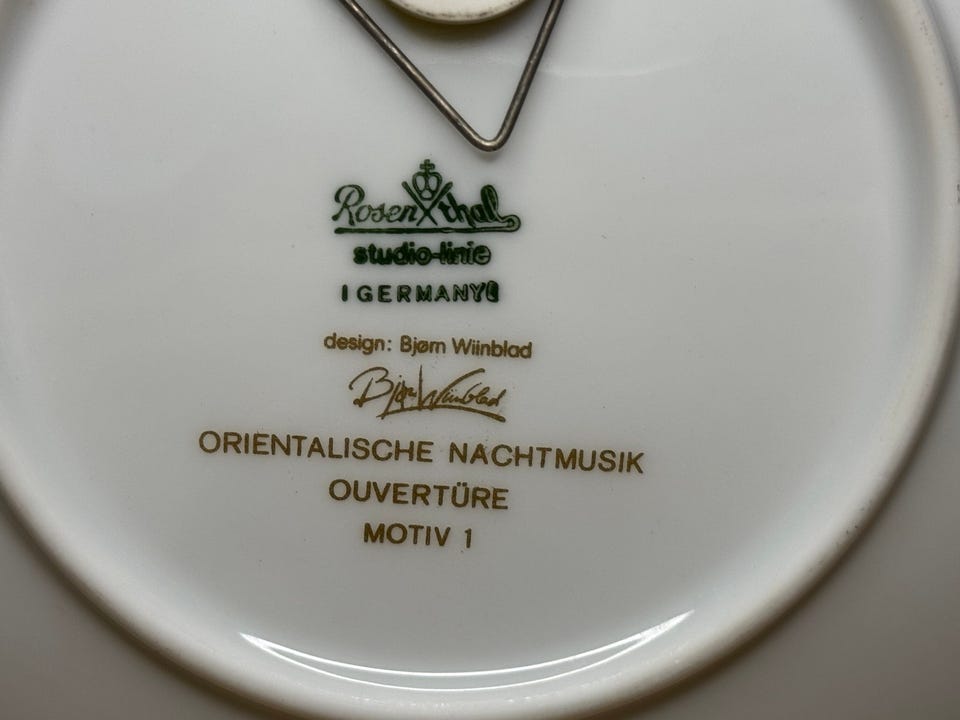 Rosenthal
studio-linie
GERMANY
design: Bjørn Wiinblad
Bjørn Wiinblad
ORIENTALISCHE NACHTMUSIK
OUVERTÜRE
MOTIV 1